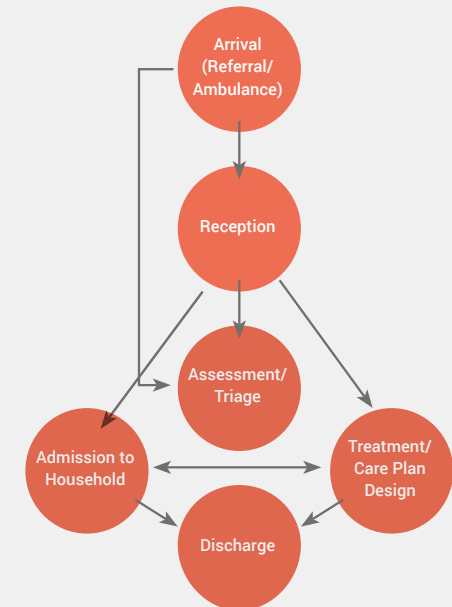 Arrival
(Referral/
Ambulance)
Reception
Assessment/
Triage
Admission to
Household
Treatment/
Care Plan
Design
Discharge